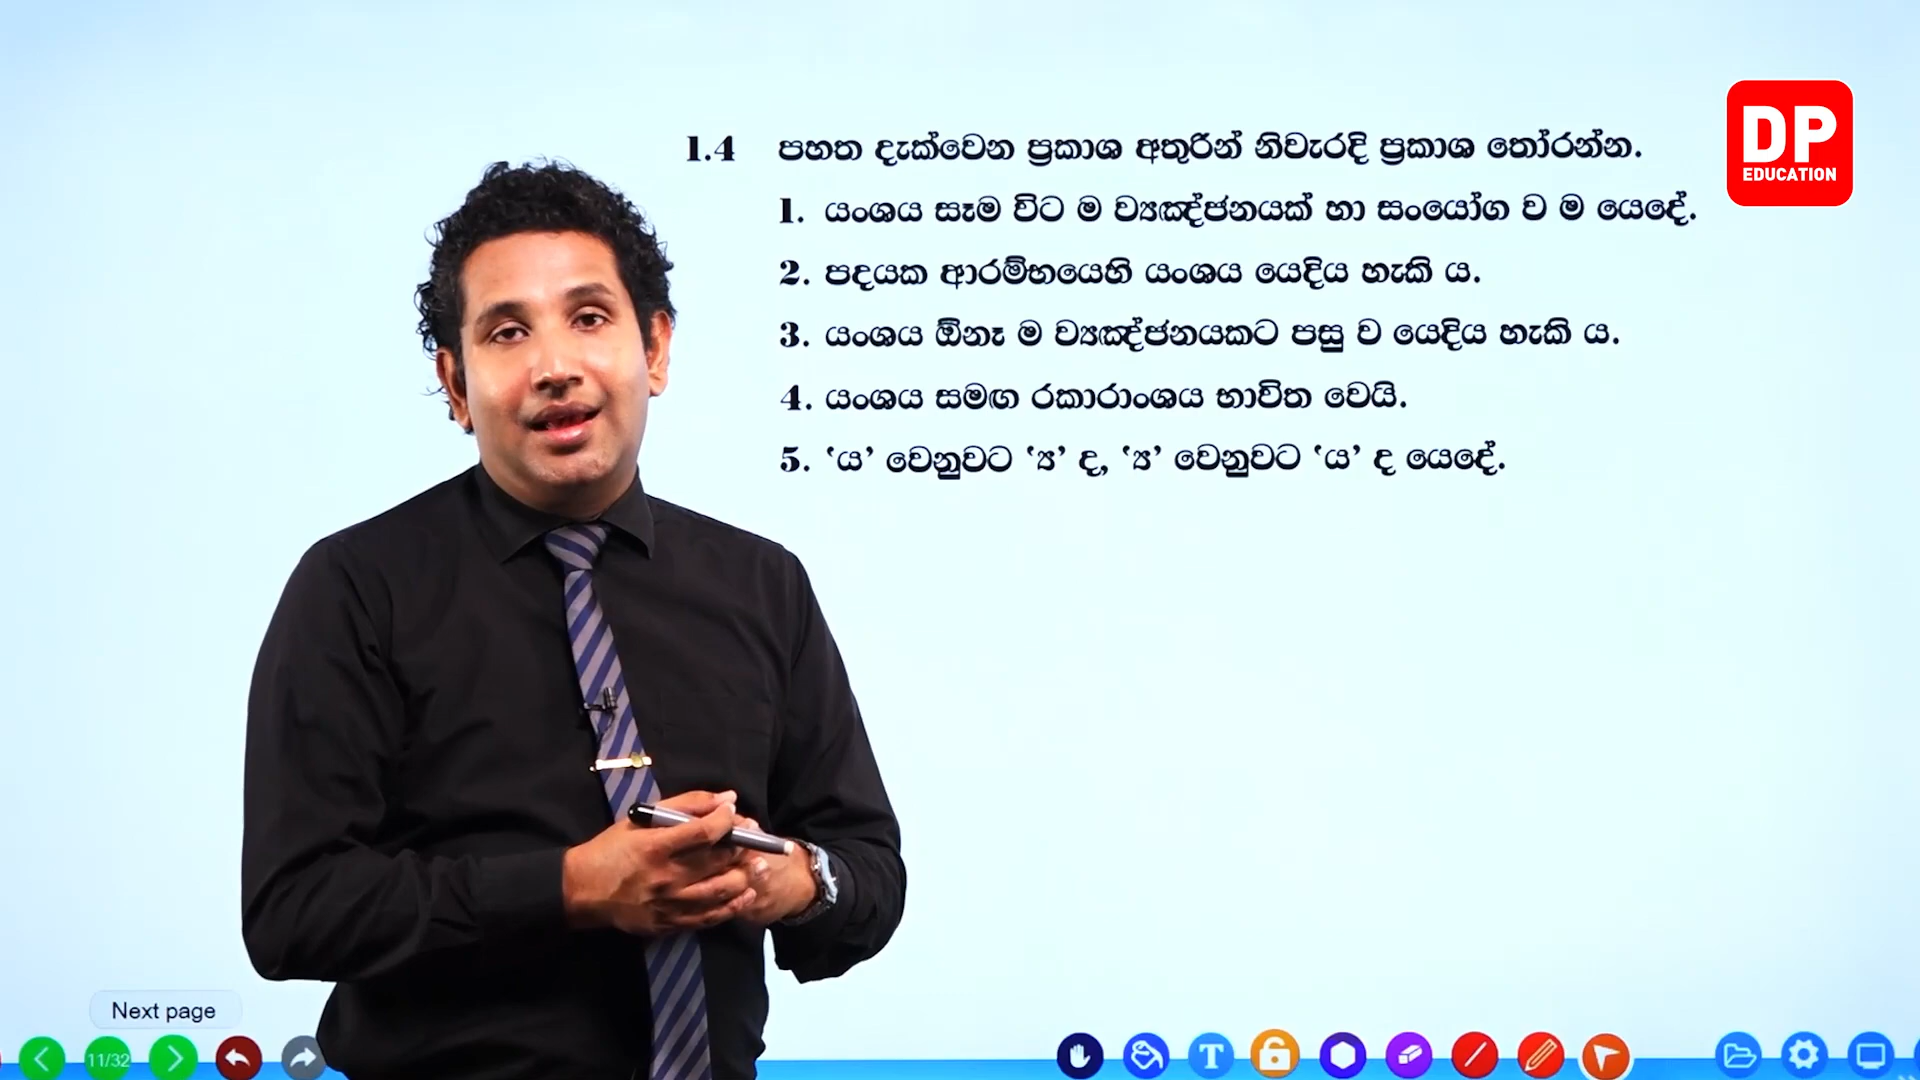 DP
EDUCATION
1.4 පහත දැක්වෙන ප්‍රකාශ අතුරින් නිවැරදි ප්‍රකාශ තෝරන්න.
1. යංශය සෑම විට ම ව්‍යඤ්ජනයක් හා සංයෝග ව ම යෙදේ.
2. පදයක ආරම්භයෙහි යංශය යෙදිය හැකි ය.
3. යංශය ඕනෑ ම ව්‍යඤ්ජනයකට පසු ව යෙදිය හැකි ය.
4. යංශය සමඟ රකාරාංශය භාවිත වෙයි.
5. ‘ය’ වෙනුවට ‘්‍ය’ ද, ‘්‍ය’ වෙනුවට ‘ය’ ද යෙදේ.
Next page
11/32
T